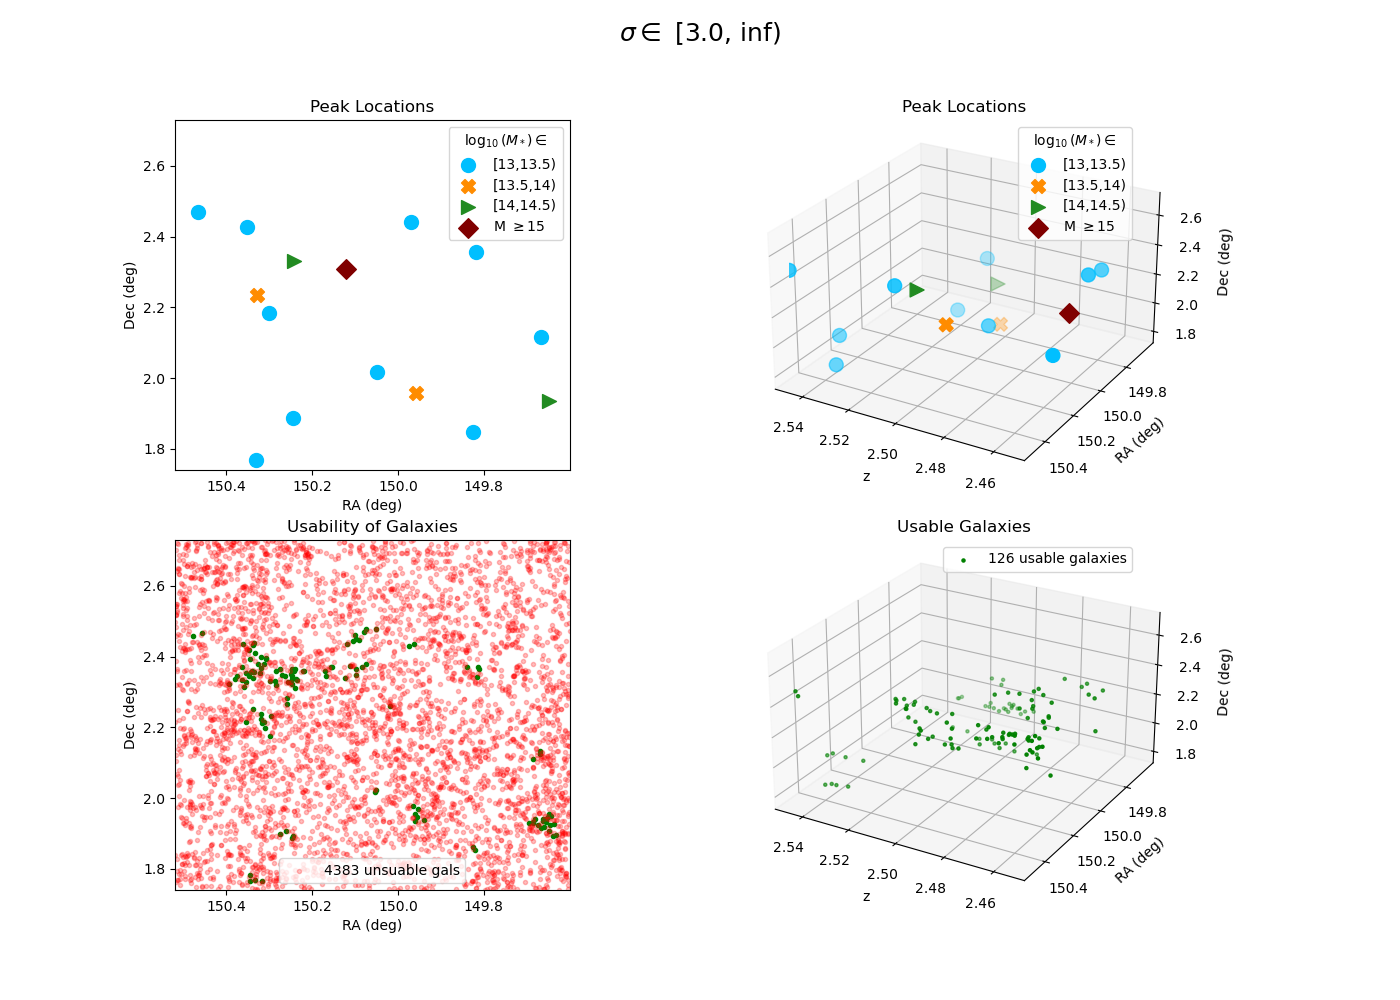 σ ∈ [3.0, inf)
Peak Locations
log₁₀(M*) ∈
[13,13.5)
[13.5,14)
[14,14.5)
M ≥15
2.6
2.4
2.2
2.0
1.8
Dec (deg)
150.4 150.2 150.0 149.8
RA (deg)
Peak Locations
log₁₀(M*) ∈
[13,13.5)
[13.5,14)
[14,14.5)
M ≥15
2.6
2.4
2.2
2.0
1.8
Dec (deg)
149.8
150.0
150.2
150.4
RA (deg)
2.54
2.52
2.50
2.48
2.46
z
Usability of Galaxies
2.6
2.4
2.2
2.0
1.8
Dec (deg)
4383 unsuable gals
150.4 150.2 150.0 149.8
RA (deg)
Usable Galaxies
126 usable galaxies
2.6
2.4
2.2
2.0
1.8
Dec (deg)
149.8
150.0
150.2
150.4
RA (deg)
2.54
2.52
2.50
2.48
2.46
z